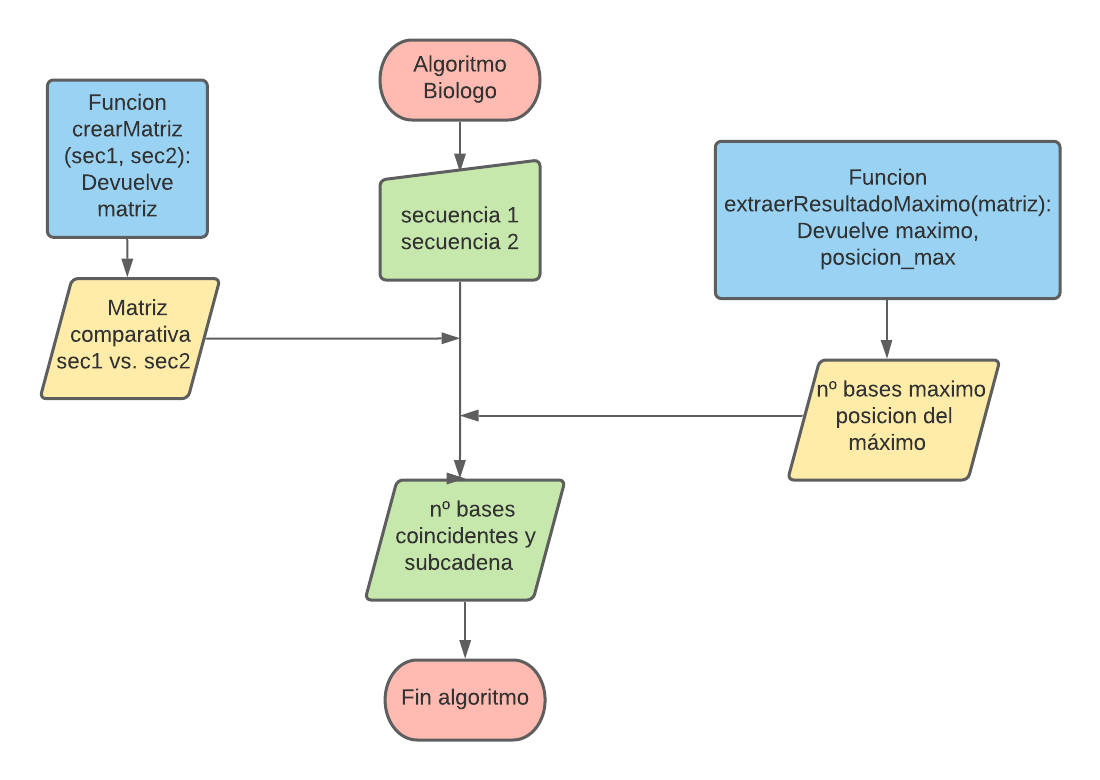 Algoritmo
Biologo
Funcion
crearMatriz
(sec1, sec2):
Devuelve
matriz
secuencia 1
secuencia 2
Funcion
extraerResultadoMaximo(matriz):
Devuelve maximo,
posicion_max
Matriz
comparativa
sec1 vs. sec2
nº bases maximo
posicion del
máximo
nº bases
coincidentes y
subcadena
Fin algoritmo